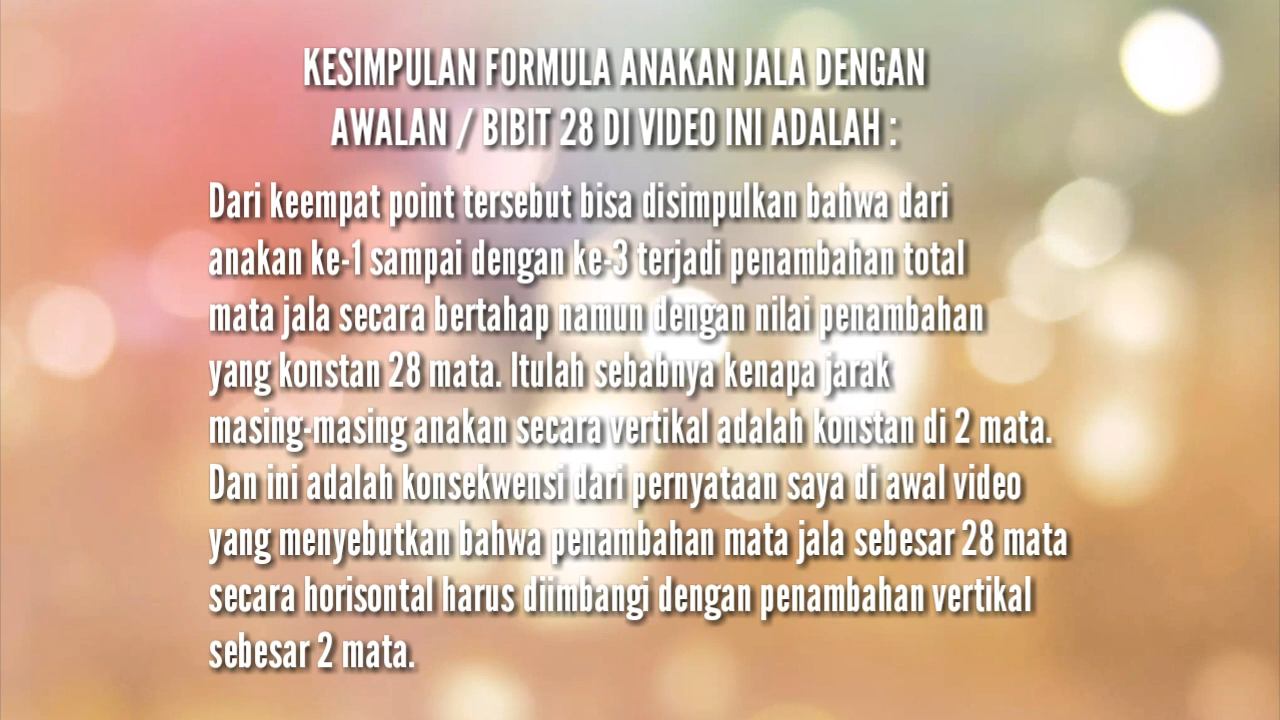 KESIMPULAN FORMULA ANAKAN JALA DENGAN
AWALAN / BIBIT 28 DI VIDEO INI ADALAH :
Dari keempat point tersebut bisa disimpulkan bahwa dari
anakan ke-1 sampai dengan ke-3 terjadi penambahan total
mata jala secara bertahap namun dengan nilai penambahan
yang konstan 28 mata. Itulah sebabnya kenapa jarak
masing-masing anakan secara vertikal adalah konstan di 2 mata.
Dan ini adalah konsekwensi dari pernyataan saya di awal video
yang menyebutkan bahwa penambahan mata jala sebesar 28 mata
secara horisontal harus diimbangi dengan penambahan vertikal
sebesar 2 mata.